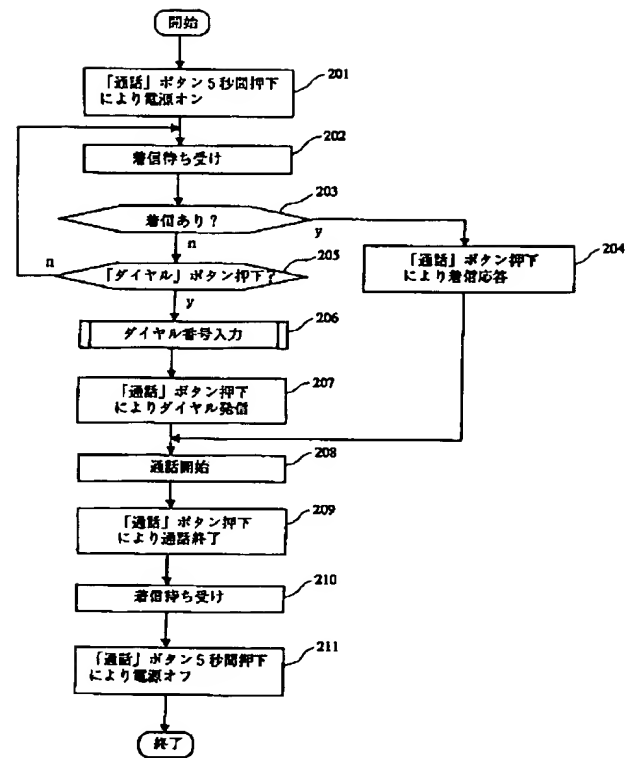 開始
「通話」ボタン5秒間押下
により電源オン
201
着信待ち受け
202
着信あり?
203
n
y
「ダイヤル」ボタン押下?
205
n
y
「通話」ボタン押下
により着信応答
204
ダイヤル番号入力
206
「通話」ボタン押下
によりダイヤル発信
207
通話開始
208
「通話」ボタン押下
により通話終了
209
着信待ち受け
210
「通話」ボタン5秒間押下
により電源オフ
211
終了